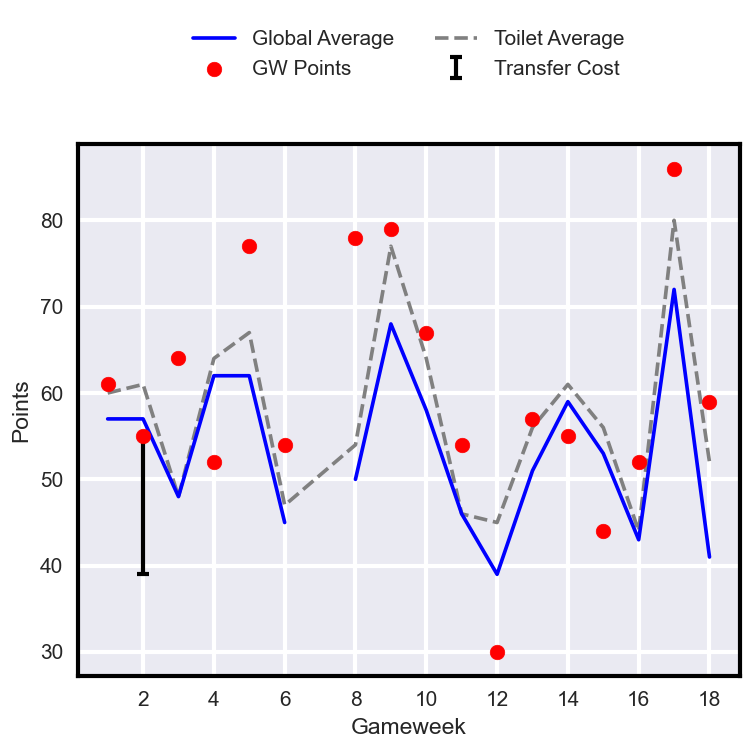 Global Average
Toilet Average
GW Points
Transfer Cost
80
70
60
50
40
30
Points
2 4 6 8 10 12 14 16 18
Gameweek